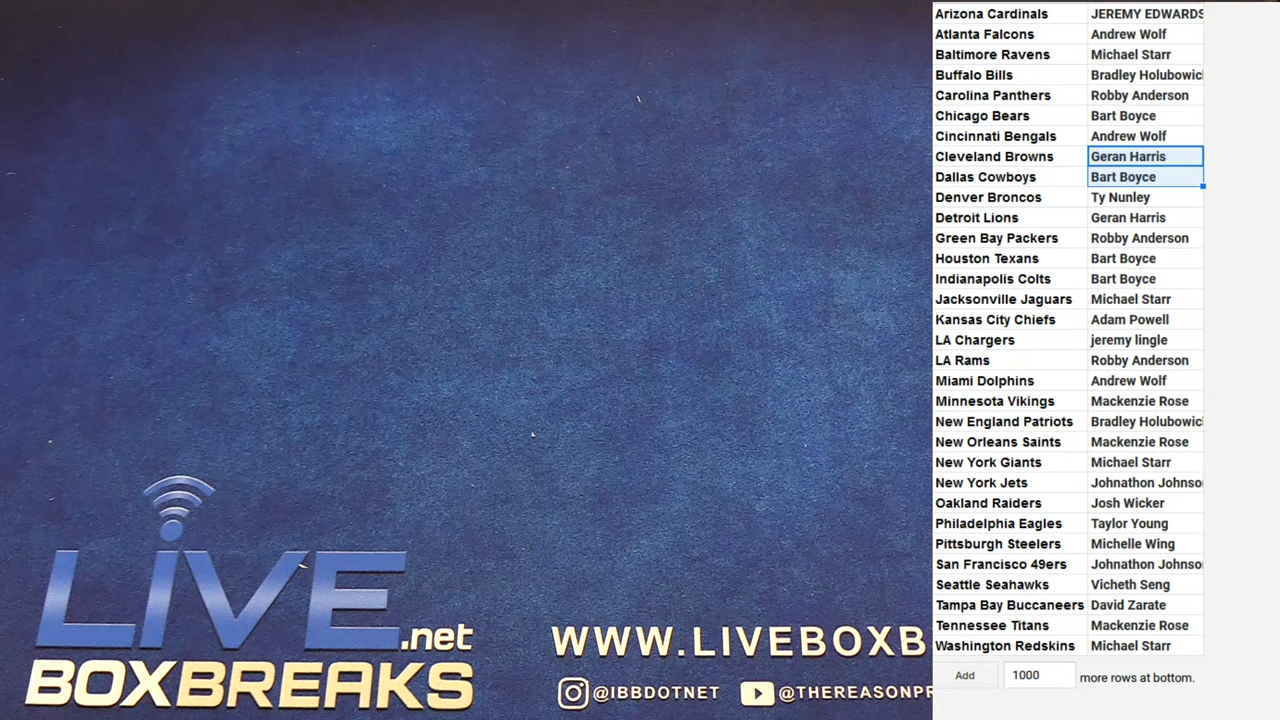 Arizona Cardinals JEREMY EDWARDS
Atlanta Falcons Andrew Wolf
Baltimore Ravens Michael Starr
Buffalo Bills Bradley Holubowic
Carolina Panthers Robby Anderson
Chicago Bears Bart Boyce
Cincinnati Bengals Andrew Wolf
Cleveland Browns Geran Harris
Dallas Cowboys Bart Boyce
Denver Broncos Ty Nunley
Detroit Lions Geran Harris
Green Bay Packers Robby Anderson
Houston Texans Bart Boyce
Indianapolis Colts Bart Boyce
Jacksonville Jaguars Michael Starr
Kansas City Chiefs Adam Powell
LA Chargers jeremy lingle
LA Rams Robby Anderson
Miami Dolphins Andrew Wolf
Minnesota Vikings Mackenzie Rose
New England Patriots Bradley Holubowic
New Orleans Saints Mackenzie Rose
New York Giants Michael Starr
New York Jets Johnathon Johnso
Oakland Raiders Josh Wicker
Philadelphia Eagles Taylor Young
Pittsburgh Steelers Michelle Wing
San Francisco 49ers Johnathon Johnso
Seattle Seahawks Vicheth Seng
Tampa Bay Buccaneers David Zarate
Tennessee Titans Mackenzie Rose
Washington Redskins Michael Starr
Add 1000 more rows at bottom.
LIVE.net
BOXBREAKS
WWW.LIVEBOXB
@IBBDOTNET @THEREASONPR